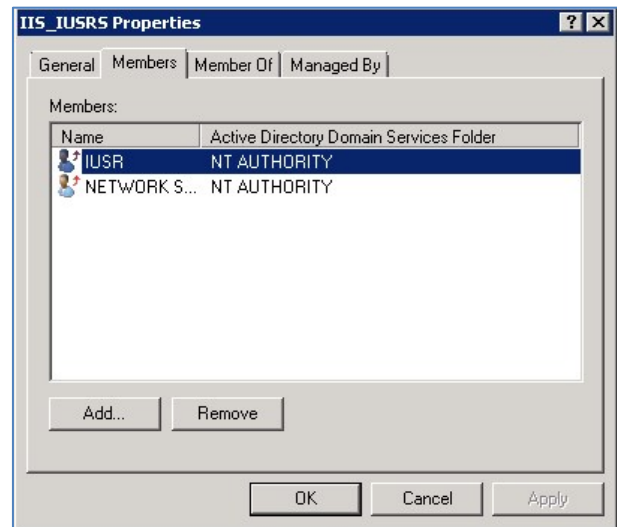 IIS_IUSRS Properties
General Members Member Of Managed By
Members:
Name Active Directory Domain Services Folder
IUSR NT AUTHORITY
NETWORK S... NT AUTHORITY
Add... Remove
OK Cancel Apply